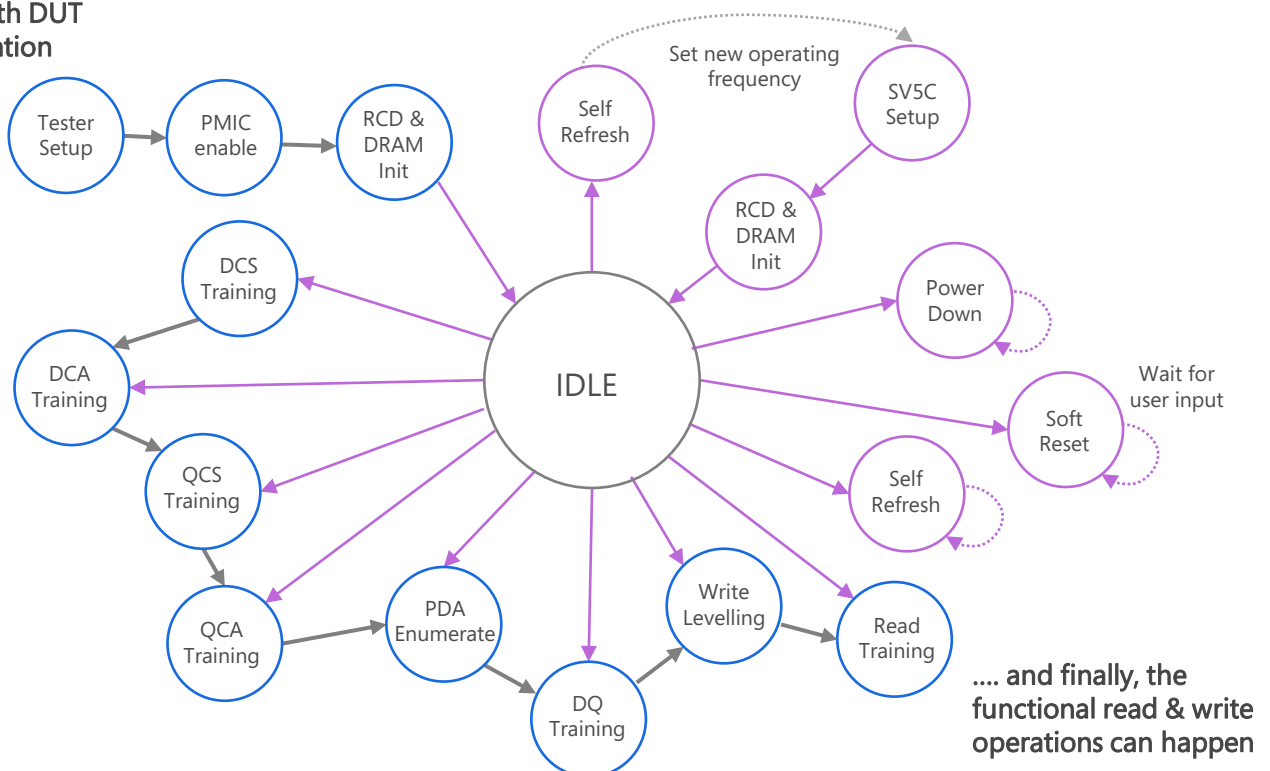 th DUT
ation
Tester
Setup
PMIC
enable
RCD &
DRAM
Init
Self
Refresh
Set new operating
frequency
SV5C
Setup
RCD &
DRAM
Init
DCS
Training
Power
Down
DCA
Training
IDLE
Wait for
user input
Soft
Reset
QCS
Training
Self
Refresh
QCA
Training
PDA
Enumerate
Write
Levelling
Read
Training
DQ
Training
.... and finally, the
functional read & write
operations can happen